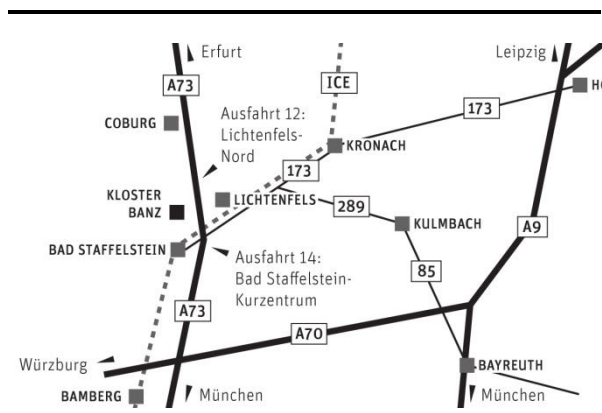 Erfurt
Leipzig
A73
ICE
HO
173
COBURG
Ausfahrt 12:
Lichtenfels-
Nord
KRONACH
173
KLOSTER
BANZ
LICHTENFELS
289
KULMBACH
A9
BAD STAFFELSTEIN
Ausfahrt 14:
Bad Staffelstein-
Kurzentrum
85
A73
A70
Würzburg
BAYREUTH
BAMBERG
München
München